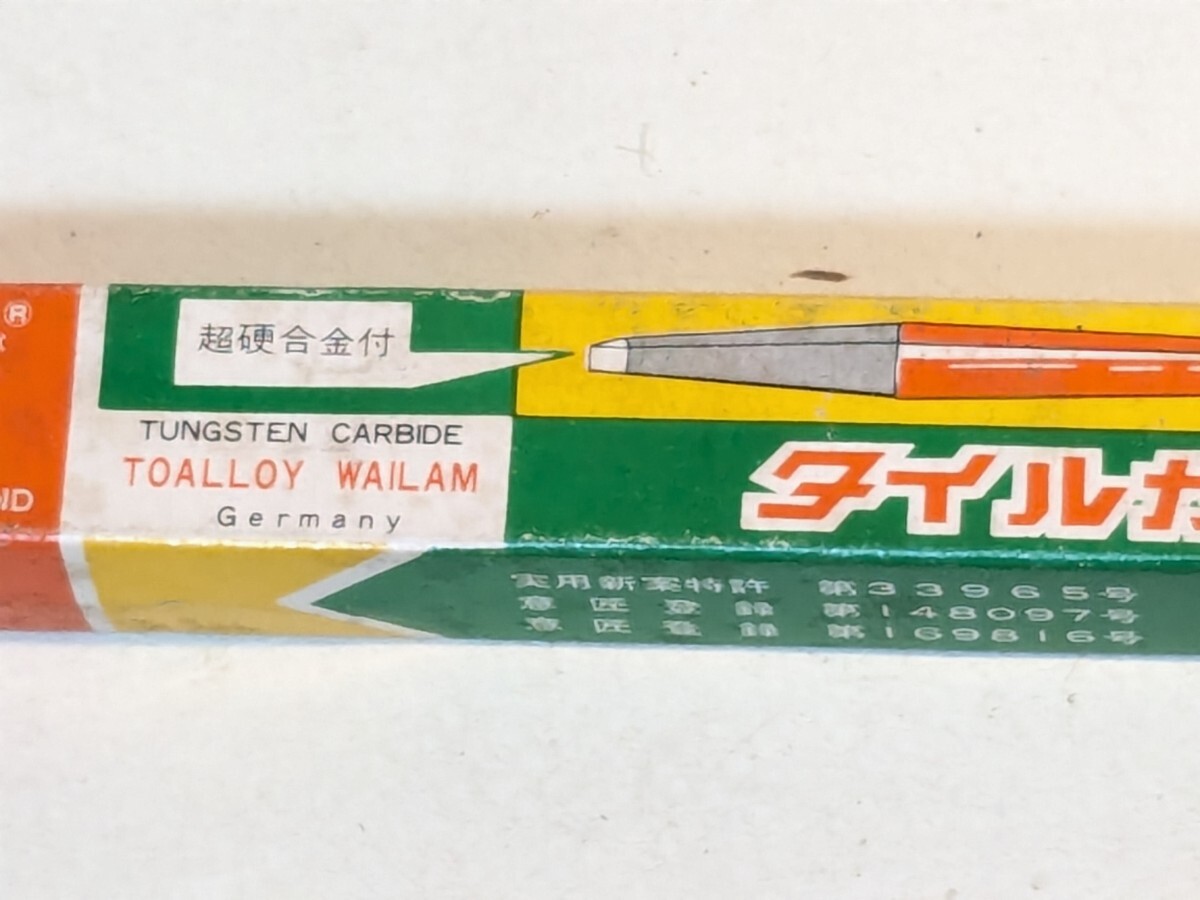 ®
ND
超硬合金付
TUNGSTEN CARBIDE
TOALLOY WAILAM
Germany
タイルカ
実用新案特許 第33965号
意匠登録 第148097号
意匠登録 第169816号